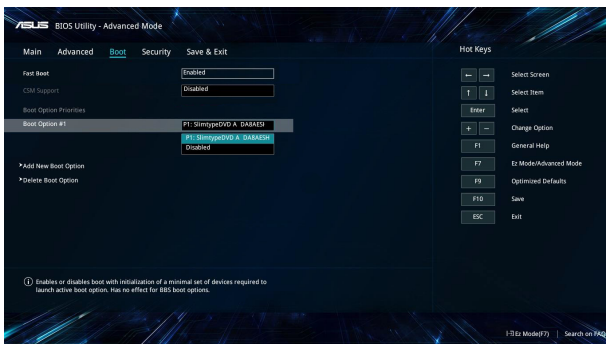 ASUS BIOS Utility - Advanced Mode
Main Advanced Boot Security Save & Exit
Hot Keys
Fast Boot Enabled
CSM Support Disabled
Boot Option Priorities
Boot Option #1 P1: SlimtypeDVD A DA8AESI
P1: SlimtypeDVD A DA8AESH
Disabled
Add New Boot Option
Delete Boot Option
← → Select Screen
↑ ↓ Select Item
Enter Select
+ − Change Option
F1 General Help
F7 Ez Mode/Advanced Mode
F9 Optimized Defaults
F10 Save
ESC Exit
Enables or disables boot with initialization of a minimal set of devices required to
launch active boot option. Has no effect for BBS boot options.
Ez Mode(F7) | Search on FAQ